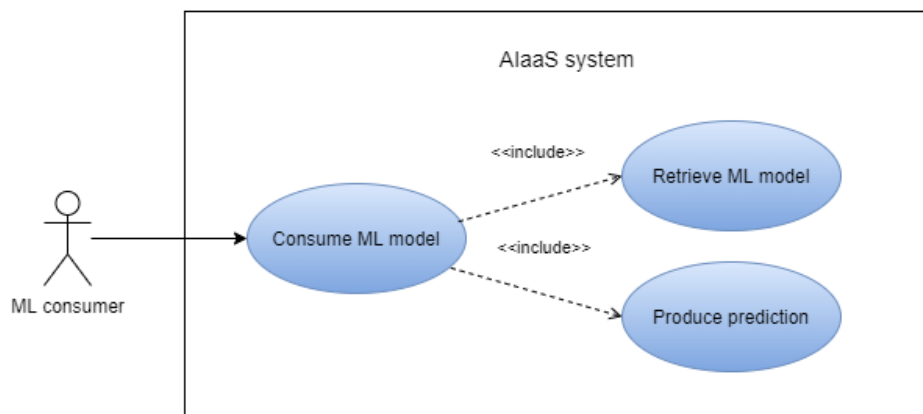 AIaaS system
<<include>>
Retrieve ML model
Consume ML model
<<include>>
ML consumer
Produce prediction